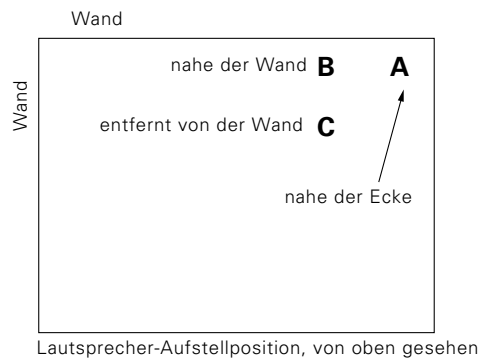 Wand
Wand
nahe der Wand B A
entfernt von der Wand C
nahe der Ecke
Lautsprecher-Aufstellposition, von oben gesehen